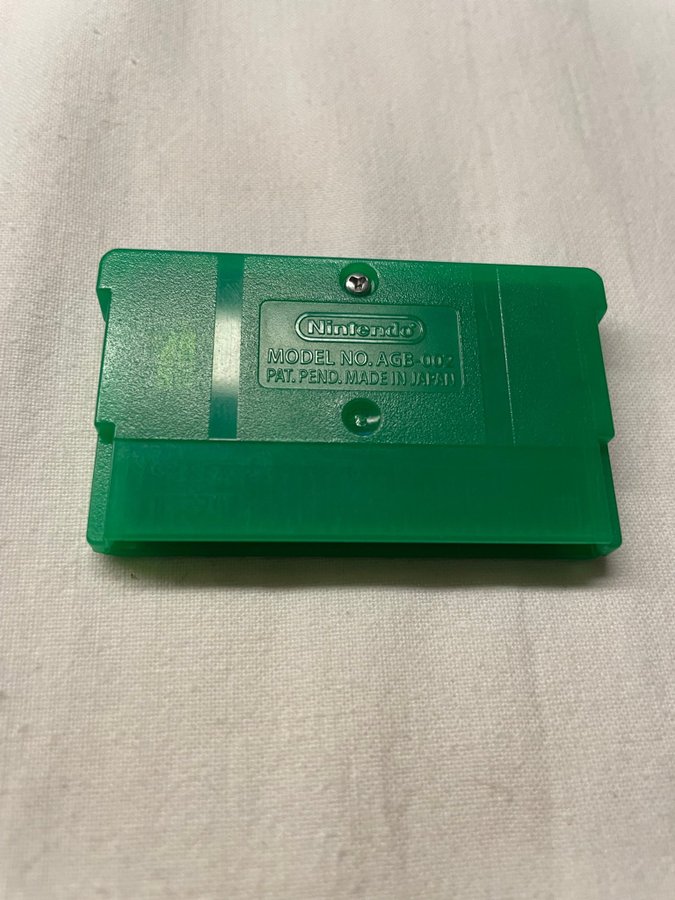 Nintendo
MODEL NO. AGB-002
PAT. PEND. MADE IN JAPAN